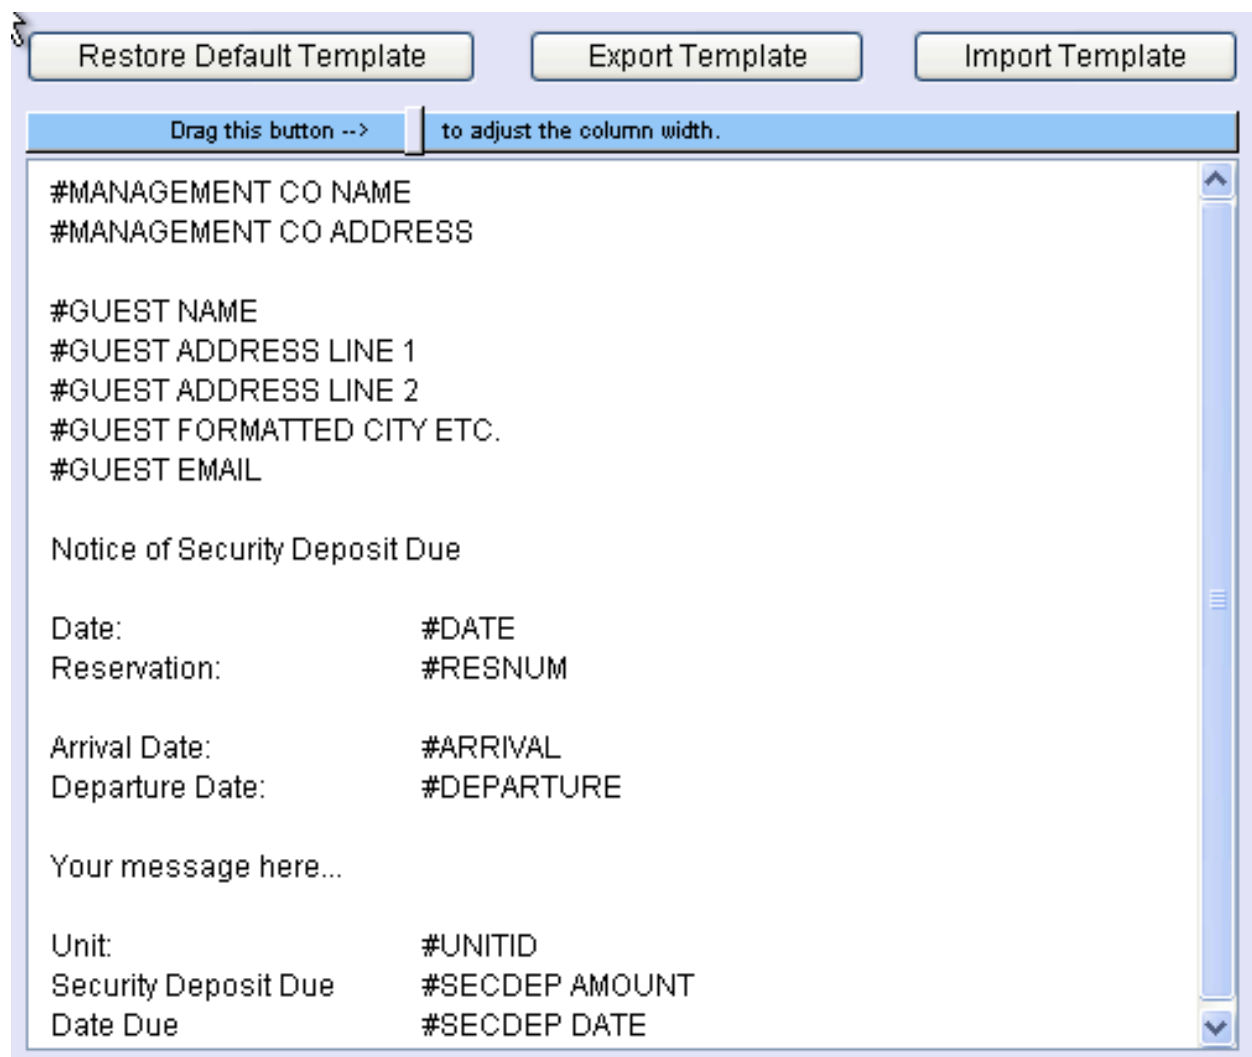 Restore Default Template Export Template Import Template
Drag this button --> to adjust the column width.
#MANAGEMENT CO NAME
#MANAGEMENT CO ADDRESS
#GUEST NAME
#GUEST ADDRESS LINE 1
#GUEST ADDRESS LINE 2
#GUEST FORMATTED CITY ETC.
#GUEST EMAIL
Notice of Security Deposit Due
Date: #DATE
Reservation: #RESNUM
Arrival Date: #ARRIVAL
Departure Date: #DEPARTURE
Your message here...
Unit: #UNITID
Security Deposit Due #SECDEP AMOUNT
Date Due #SECDEP DATE